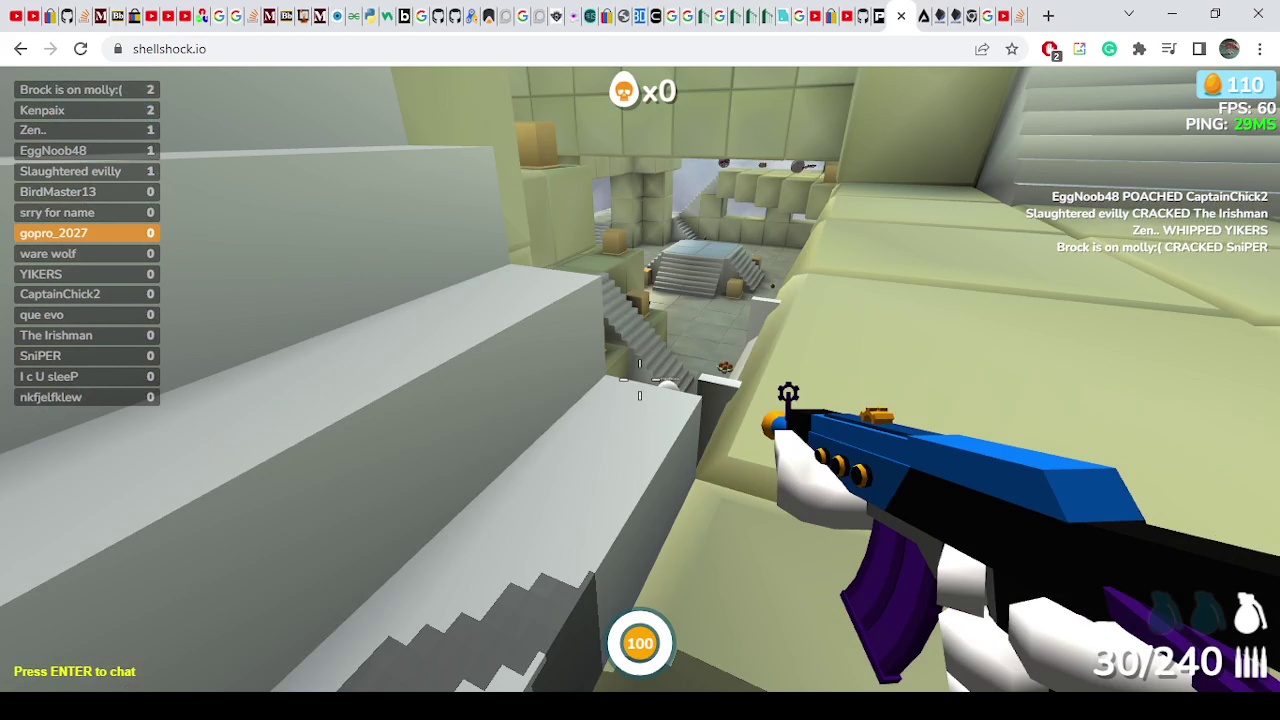 shellshock.io
2
Brock is on molly:( 2
Kenpaix 2
Zen.. 1
EggNoob48 1
Slaughtered evilly 1
BirdMaster13 0
srry for name 0
gopro_2027 0
ware wolf 0
YIKERS 0
CaptainChick2 0
que evo 0
The Irishman 0
SniPER 0
I c U sleeP 0
nkfjelfklew 0
x0
110
FPS: 60
PING: 29MS
EggNoob48 POACHED CaptainChick2
Slaughtered evilly CRACKED The Irishman
Zen.. WHIPPED YIKERS
Brock is on molly:( CRACKED SniPER
100
30/240
Press ENTER to chat